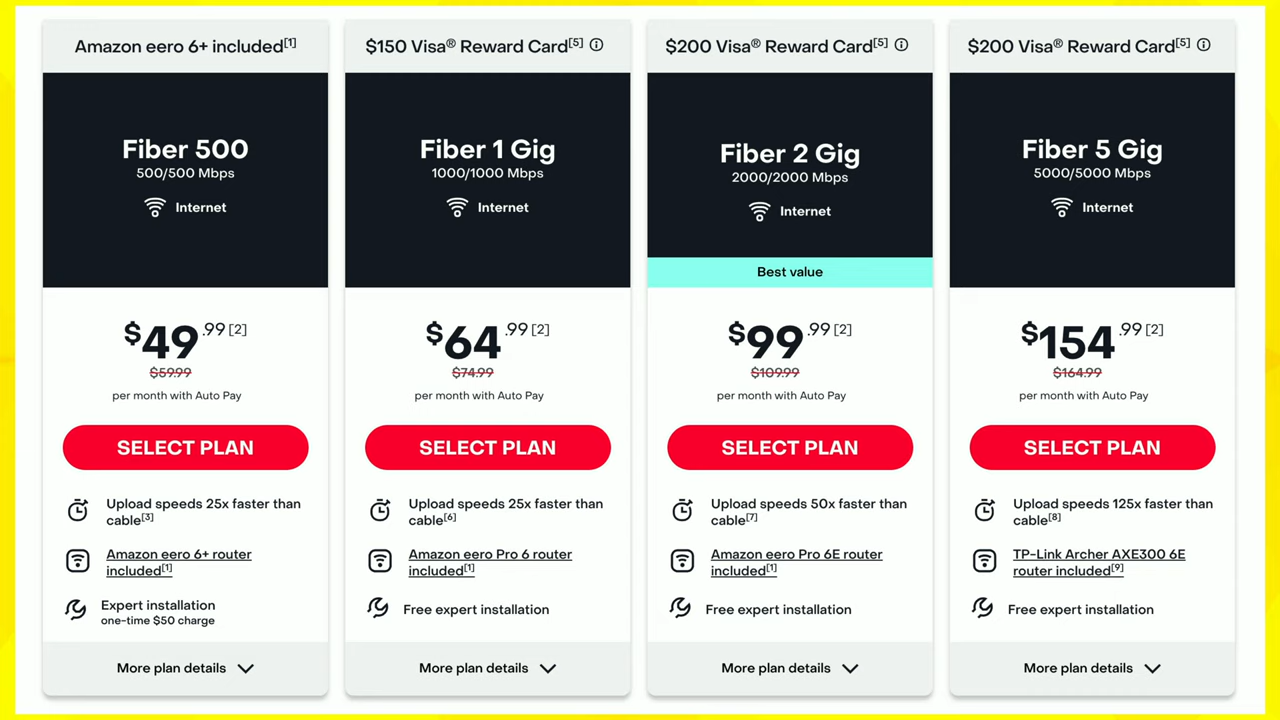 Amazon eero 6+ included[1]
Fiber 500
500/500 Mbps
Internet
$49.99 [2]
$59.99
per month with Auto Pay
SELECT PLAN
Upload speeds 25x faster than
cable[3]
Amazon eero 6+ router
included[1]
Expert installation
one-time $50 charge
More plan details
$150 Visa® Reward Card[5]
Fiber 1 Gig
1000/1000 Mbps
Internet
$64.99 [2]
$74.99
per month with Auto Pay
SELECT PLAN
Upload speeds 25x faster than
cable[6]
Amazon eero Pro 6 router
included[1]
Free expert installation
More plan details
$200 Visa® Reward Card[5]
Fiber 2 Gig
2000/2000 Mbps
Internet
Best value
$99.99 [2]
$109.99
per month with Auto Pay
SELECT PLAN
Upload speeds 50x faster than
cable[7]
Amazon eero Pro 6E router
included[1]
Free expert installation
More plan details
$200 Visa® Reward Card[5]
Fiber 5 Gig
5000/5000 Mbps
Internet
$154.99 [2]
$164.99
per month with Auto Pay
SELECT PLAN
Upload speeds 125x faster than
cable[8]
TP-Link Archer AXE300 6E
router included[9]
Free expert installation
More plan details